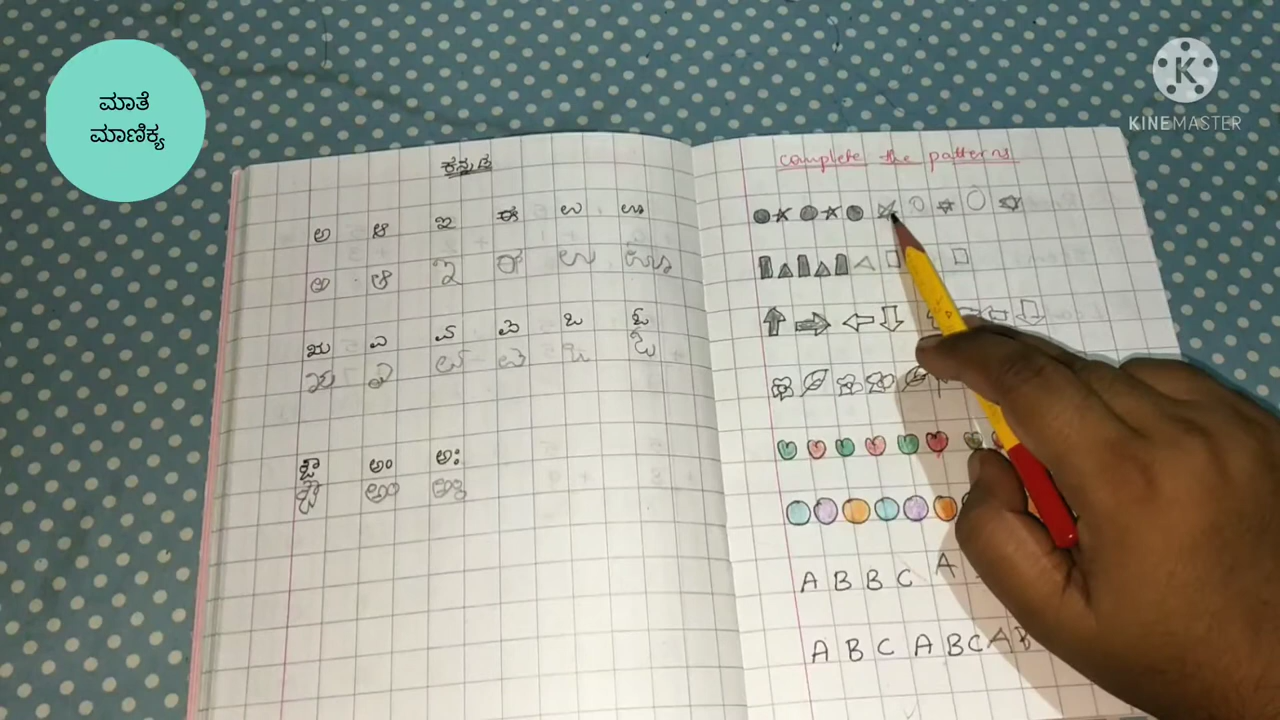 ಮಾತೆ
ಮಾಣಿಕ್ಯ
KINEMASTER
ಕನ್ನಡ
ಅ ಆ ಇ ಈ ಉ ಊ
ಅ ಆ ಇ ಈ ಉ ಊ
ಋ ಎ ಏ ಐ ಒ ಓ
ಋ ಎ ಏ ಐ ಒ ಓ
ಔ ಅಂ ಅಃ
ಔ ಅಂ ಅಃ
Complete the patterns
A B B C A
A B C A B C A B